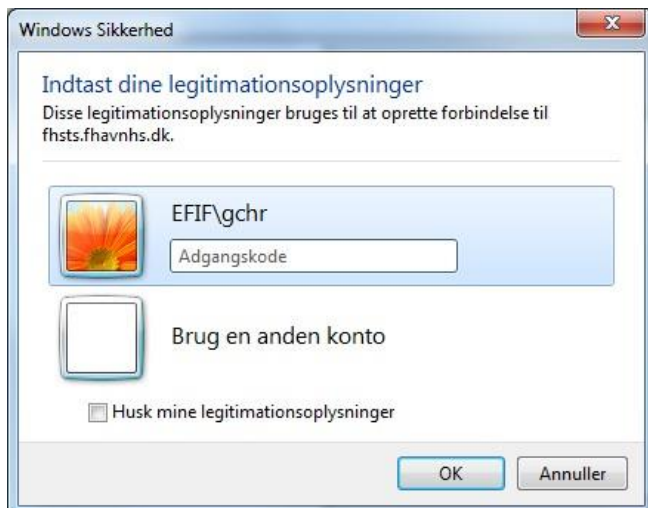 Windows Sikkerhed
Indtast dine legitimationsoplysninger
Disse legitimationsoplysninger bruges til at oprette forbindelse til
fhsts.fhavnhs.dk.
EFIF\gchr
Adgangskode
Brug en anden konto
Husk mine legitimationsoplysninger
OK
Annuller